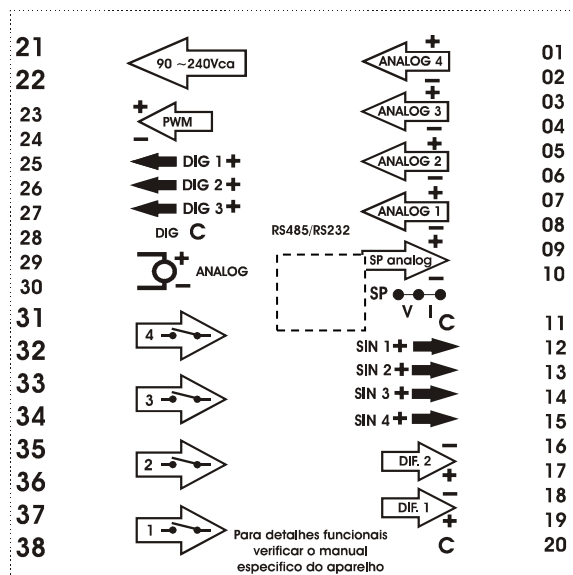 21
22
23
24
25
26
27
28
29
30
31
32
33
34
35
36
37
38
90 ~240Vca
+
PWM
−
DIG 1 +
DIG 2 +
DIG 3 +
DIG C
+
ANALOG
−
4
3
2
1
RS485/RS232
+
ANALOG 4
−
+
ANALOG 3
−
+
ANALOG 2
−
+
ANALOG 1
−
+
SP analog
−
SP
V I
C
SIN 1 +
SIN 2 +
SIN 3 +
SIN 4 +
−
DIF. 2
+
−
DIF. 1
+
C
Para detalhes funcionais
verificar o manual
especifico do aparelho
01
02
03
04
05
06
07
08
09
10
11
12
13
14
15
16
17
18
19
20